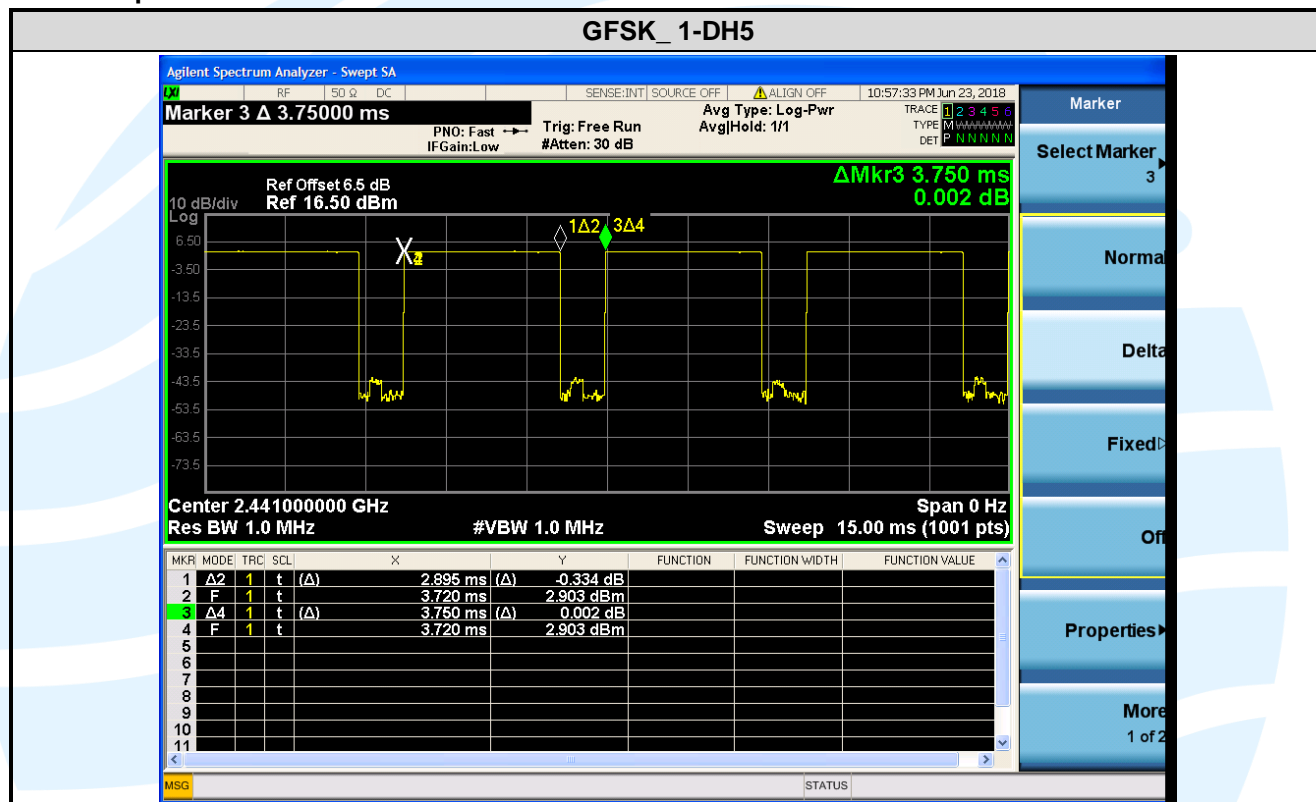 GFSK_ 1-DH5
Agilent Spectrum Analyzer - Swept SA
LXI RF 50 Ω DC SENSE:INT SOURCE OFF ALIGN OFF 10:57:33 PM Jun 23, 2018
Marker 3 Δ 3.75000 ms
PNO: Fast
IFGain:Low
Trig: Free Run
#Atten: 30 dB
Avg Type: Log-Pwr
Avg|Hold: 1/1
TRACE 1 2 3 4 5 6
TYPE M
DET P N N N N N
ΔMkr3 3.750 ms
0.002 dB
Ref Offset 6.5 dB
10 dB/div Ref 16.50 dBm
Log
6.50
-3.50
-13.5
-23.5
-33.5
-43.5
-53.5
-63.5
-73.5
1Δ2 3Δ4
Center 2.441000000 GHz Span 0 Hz
Res BW 1.0 MHz #VBW 1.0 MHz Sweep 15.00 ms (1001 pts)
MKR MODE TRC SCL X Y FUNCTION FUNCTION WIDTH FUNCTION VALUE
1 Δ2 1 t (Δ) 2.895 ms (Δ) -0.334 dB
2 F 1 t 3.720 ms 2.903 dBm
3 Δ4 1 t (Δ) 3.750 ms (Δ) 0.002 dB
4 F 1 t 3.720 ms 2.903 dBm
5
6
7
8
9
10
11
MSG STATUS
Marker
Select Marker
3
Normal
Delta
Fixed
Off
Properties
More
1 of 2